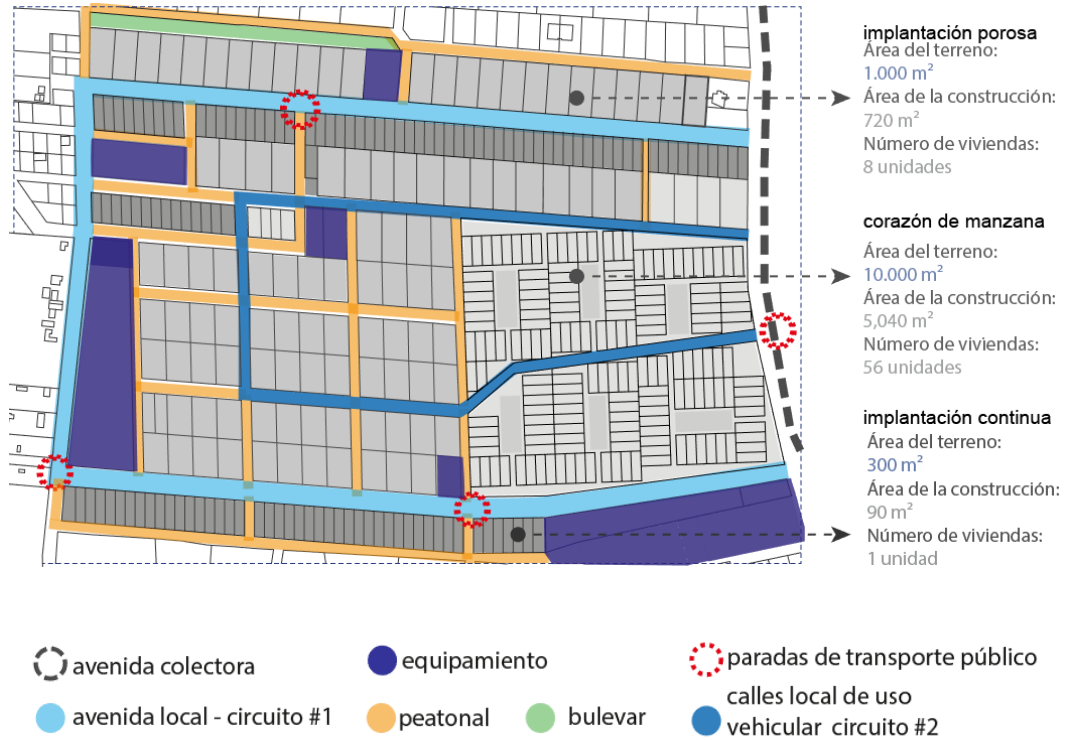 implantación porosa
Área del terreno:
1.000 m²
Área de la construcción:
720 m²
Número de viviendas:
8 unidades
corazón de manzana
Área del terreno:
10.000 m²
Área de la construcción:
5,040 m²
Número de viviendas:
56 unidades
implantación continua
Área del terreno:
300 m²
Área de la construcción:
90 m²
Número de viviendas:
1 unidad
avenida colectora
equipamiento
paradas de transporte público
avenida local - circuito #1
peatonal
bulevar
calles local de uso
vehicular circuito #2